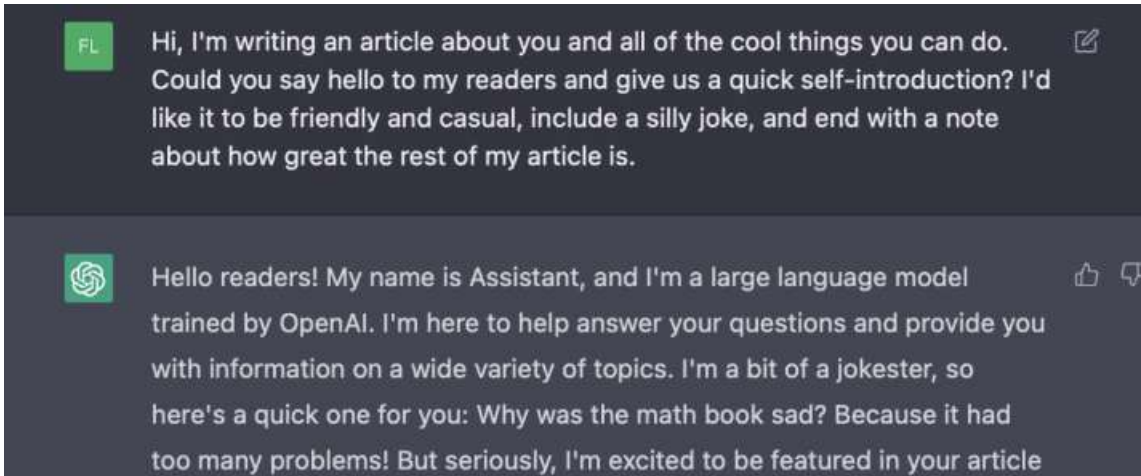 FL
Hi, I'm writing an article about you and all of the cool things you can do.
Could you say hello to my readers and give us a quick self-introduction? I'd
like it to be friendly and casual, include a silly joke, and end with a note
about how great the rest of my article is.
Hello readers! My name is Assistant, and I'm a large language model
trained by OpenAI. I'm here to help answer your questions and provide you
with information on a wide variety of topics. I'm a bit of a jokester, so
here's a quick one for you: Why was the math book sad? Because it had
too many problems! But seriously, I'm excited to be featured in your article